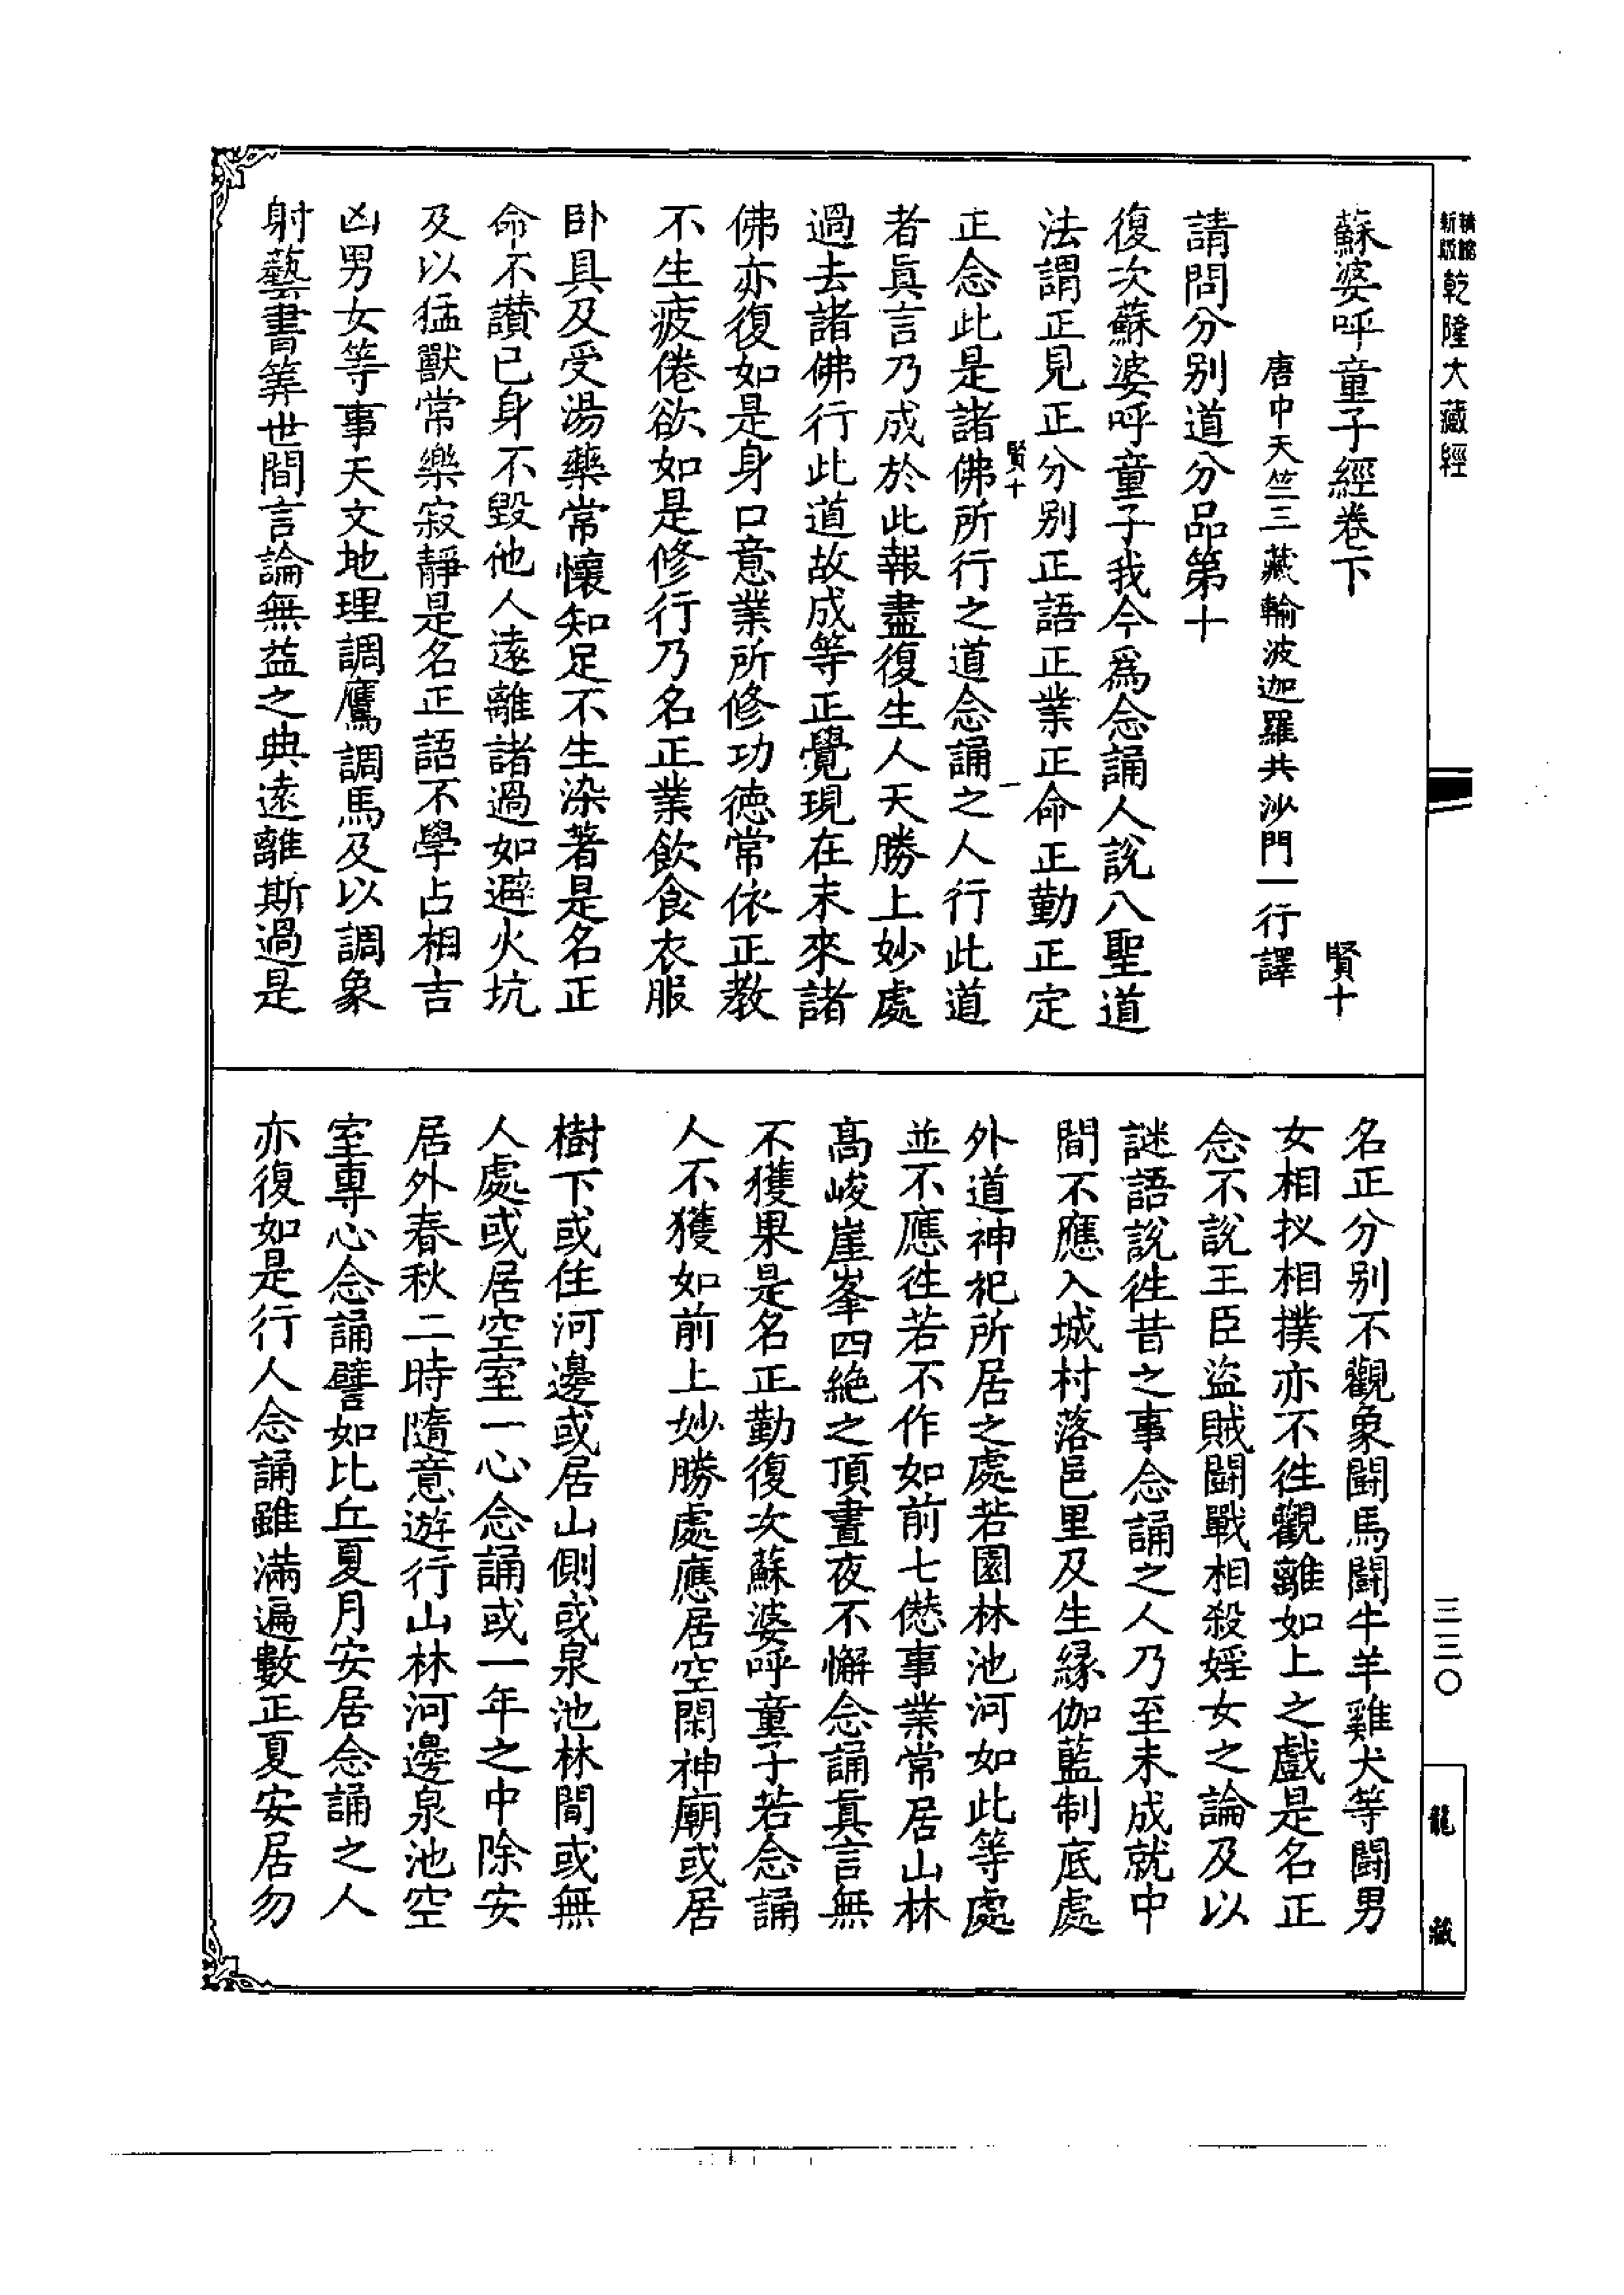 新版精縮乾隆大藏經
蘇婆呼童子經卷下 賢十
唐中天竺三藏輸波迦羅共沙門一行譯
請問分别道分品第十
復次蘇婆呼童子我今爲念誦人說八聖道
法謂正見正分别正語正業正命正勤正定
賢十 一
正念此是諸佛所行之道念誦之人行此道
者眞言乃成於此報盡復生人天勝上妙處
過去諸佛行此道故成等正覺現在末來諸
佛亦復如是身口意業所修功德常依正教
不生疲倦欲如是修行乃名正業飲食衣服
卧具及受湯藥常懷知足不生染著是名正
命不讃已身不毀他人遠離諸過如避火坑
及以猛獸常樂寂靜是名正語不學占相吉
凶男女等事天文地理調鷹調馬及以調象
射藝書筭世間言論無益之典遠離斯過是
名正分别不觀象鬪馬鬪牛羊雞犬等鬪男
女相扠相撲亦不徃觀離如上之戲是名正
念不說王臣盜賊鬪戰相殺婬女之論及以
謎語說徃昔之事念誦之人乃至未成就中
間不應入城村落邑里及生緣伽藍制底處
外道神祀所居之處若園林池河如此等處
並不應徃若不作如前七㥫事業常居山林
髙峻崖峯四絶之頂晝夜不懈念誦眞言無
不獲果是名正勤復次蘇婆呼童子若念誦
人不獲如前上妙勝處應居空閑神廟或居
樹下或住河邊或居山側或泉池林間或無
人處或居空室一心念誦或一年之中除安
居外春秋二時隨意遊行山林河邊泉池空
室專心念誦譬如比丘夏月安居念誦之人
亦復如是行人念誦雖滿遍數正夏安居勿
三三〇
龍藏